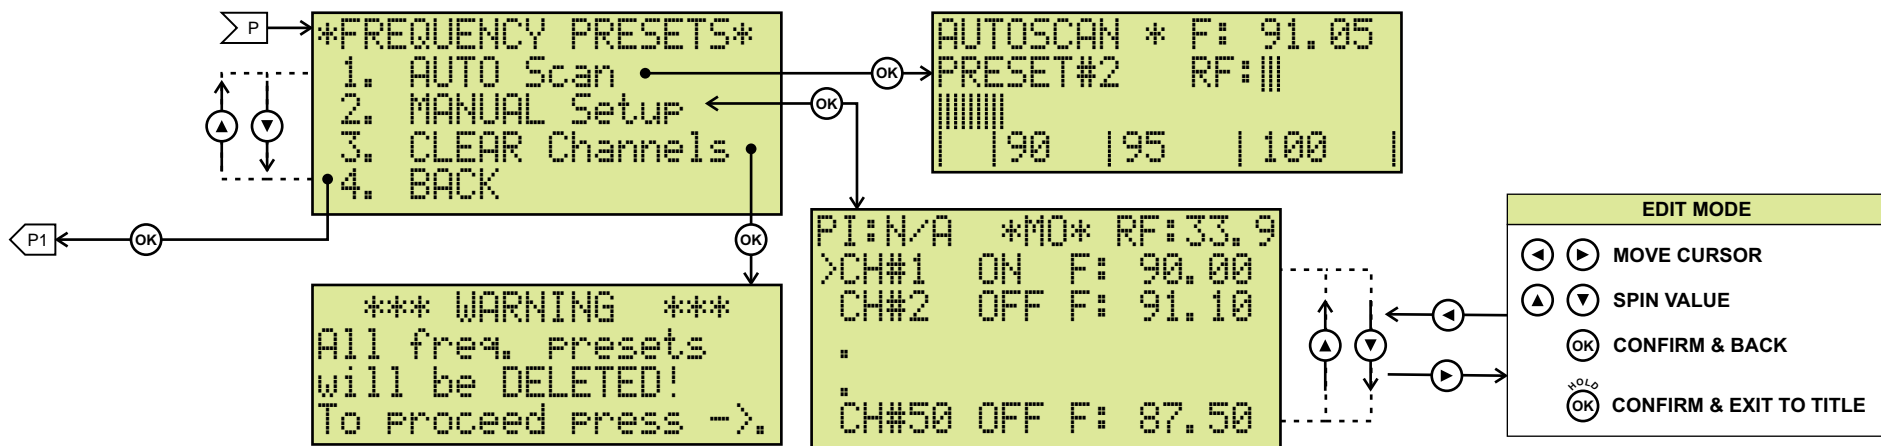 P
*FREQUENCY PRESETS*
1. AUTO Scan
2. MANUAL Setup
3. CLEAR Channels
4. BACK
OK
AUTOSCAN * F: 91.05
PRESET#2 RF:|||
|||||||||
| |90 |95 | 100 |
OK
P1
OK
OK
*** WARNING ***
All freq. presets
will be DELETED!
To proceed press ->.
PI:N/A *MO* RF:33.9
>CH#1 ON F: 90.00
CH#2 OFF F: 91.10
.
.
CH#50 OFF F: 87.50
EDIT MODE
MOVE CURSOR
SPIN VALUE
OK CONFIRM & BACK
HOLD
OK CONFIRM & EXIT TO TITLE